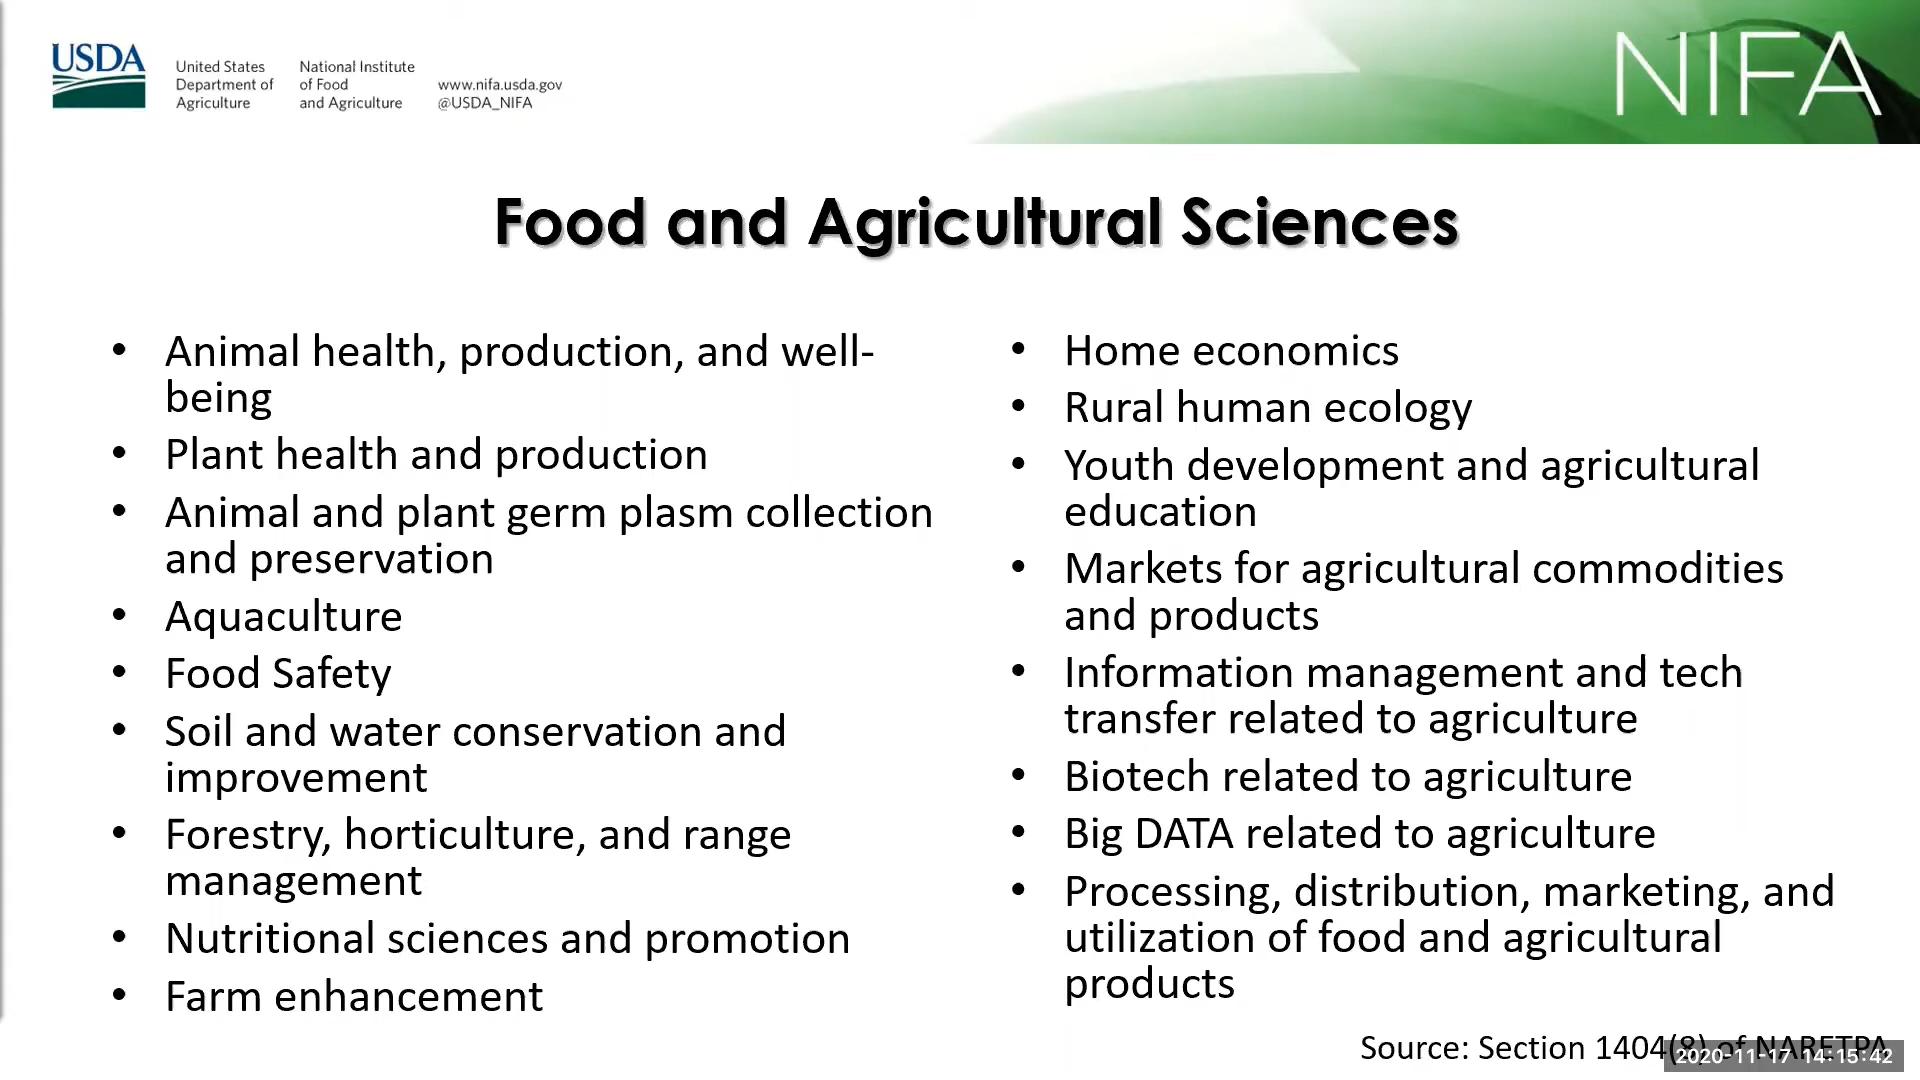 USDA
United States
Department of
Agriculture
National Institute
of Food
and Agriculture
www.nifa.usda.gov
@USDA_NIFA
NIFA
Food and Agricultural Sciences
• Animal health, production, and well-
being
• Plant health and production
• Animal and plant germ plasm collection
and preservation
• Aquaculture
• Food Safety
• Soil and water conservation and
improvement
• Forestry, horticulture, and range
management
• Nutritional sciences and promotion
• Farm enhancement
• Home economics
• Rural human ecology
• Youth development and agricultural
education
• Markets for agricultural commodities
and products
• Information management and tech
transfer related to agriculture
• Biotech related to agriculture
• Big DATA related to agriculture
• Processing, distribution, marketing, and
utilization of food and agricultural
products
Source: Section 1404(8) of NARETPA
2020-11-17 14:15:42